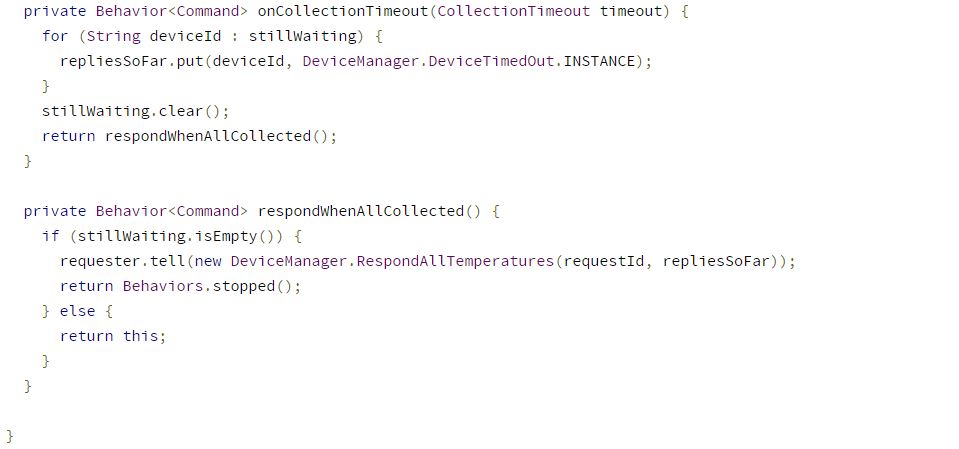 private Behavior<Command> onCollectionTimeout(CollectionTimeout timeout) {
for (String deviceId : stillWaiting) {
repliesSoFar.put(deviceId, DeviceManager.DeviceTimedOut.INSTANCE);
}
stillWaiting.clear();
return respondWhenAllCollected();
}
private Behavior<Command> respondWhenAllCollected() {
if (stillWaiting.isEmpty()) {
requester.tell(new DeviceManager.RespondAllTemperatures(requestId, repliesSoFar));
return Behaviors.stopped();
} else {
return this;
}
}
}